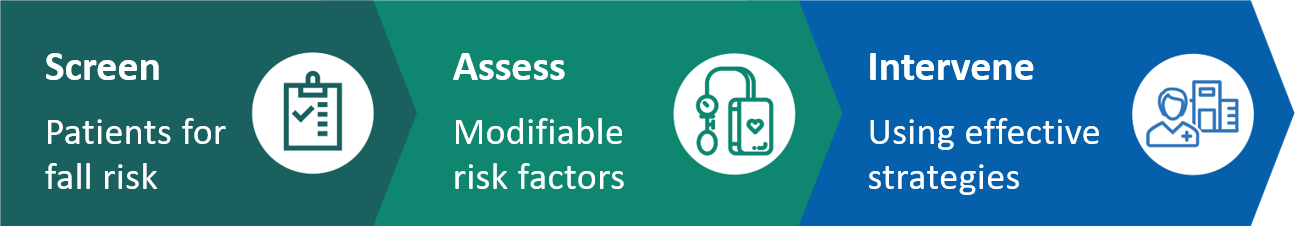 Screen
Patients for
fall risk
Assess
Modifiable
risk factors
Intervene
Using effective
strategies